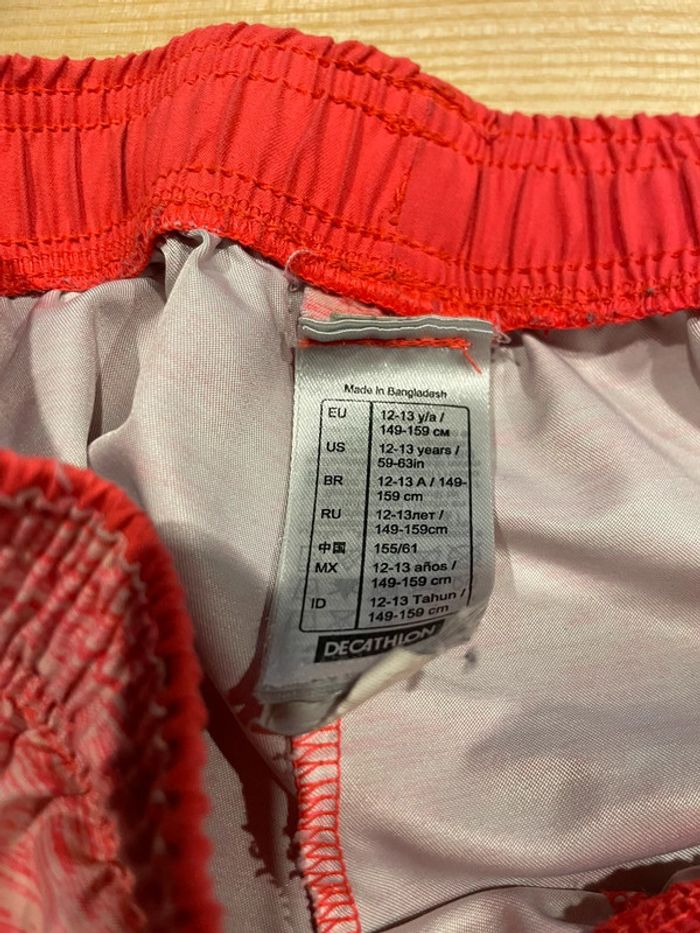 Made in Bangladesh
EU 12-13 y/a /
149-159 см
US 12-13 years /
59-63in
BR 12-13 A / 149-
159 cm
RU 12-13лет /
149-159cm
中国 155/61
MX 12-13 años /
149-159 cm
ID 12-13 Tahun /
149-159 cm
DECATHLON